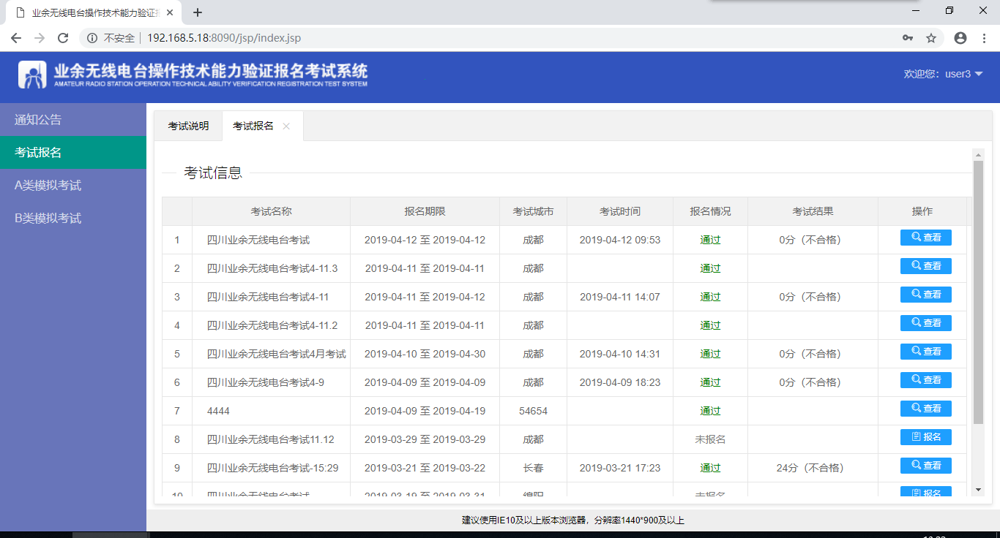 业余无线电台操作技术能力验证报
不安全 192.168.5.18:8090/jsp/index.jsp
业余无线电台操作技术能力验证报名考试系统
AMATEUR RADIO STATION OPERATION TECHNICAL ABILITY VERIFICATION REGISTRATION TEST SYSTEM
欢迎您：user3
通知公告
考试报名
A类模拟考试
B类模拟考试
考试说明 考试报名
考试信息
考试名称 报名期限 考试城市 考试时间 报名情况 考试结果 操作
1 四川业余无线电台考试 2019-04-12 至 2019-04-12 成都 2019-04-12 09:53 通过 0分（不合格） 查看
2 四川业余无线电台考试4-11.3 2019-04-11 至 2019-04-11 成都 通过 查看
3 四川业余无线电台考试4-11 2019-04-11 至 2019-04-12 成都 2019-04-11 14:07 通过 0分（不合格） 查看
4 四川业余无线电台考试4-11.2 2019-04-11 至 2019-04-11 成都 通过 查看
5 四川业余无线电台考试4月考试 2019-04-10 至 2019-04-30 成都 2019-04-10 14:31 通过 0分（不合格） 查看
6 四川业余无线电台考试4-9 2019-04-09 至 2019-04-09 成都 2019-04-09 18:23 通过 0分（不合格） 查看
7 4444 2019-04-09 至 2019-04-19 54654 通过 查看
8 四川业余无线电台考试11.12 2019-03-29 至 2019-03-29 成都 未报名 报名
9 四川业余无线电台考试-15:29 2019-03-21 至 2019-03-22 长春 2019-03-21 17:23 通过 24分（不合格） 查看
10 四川业余无线电台考试 2019-03-19 至 2019-03-31 绵阳 未报名 报名
建议使用IE10及以上版本浏览器，分辨率1440*900及以上